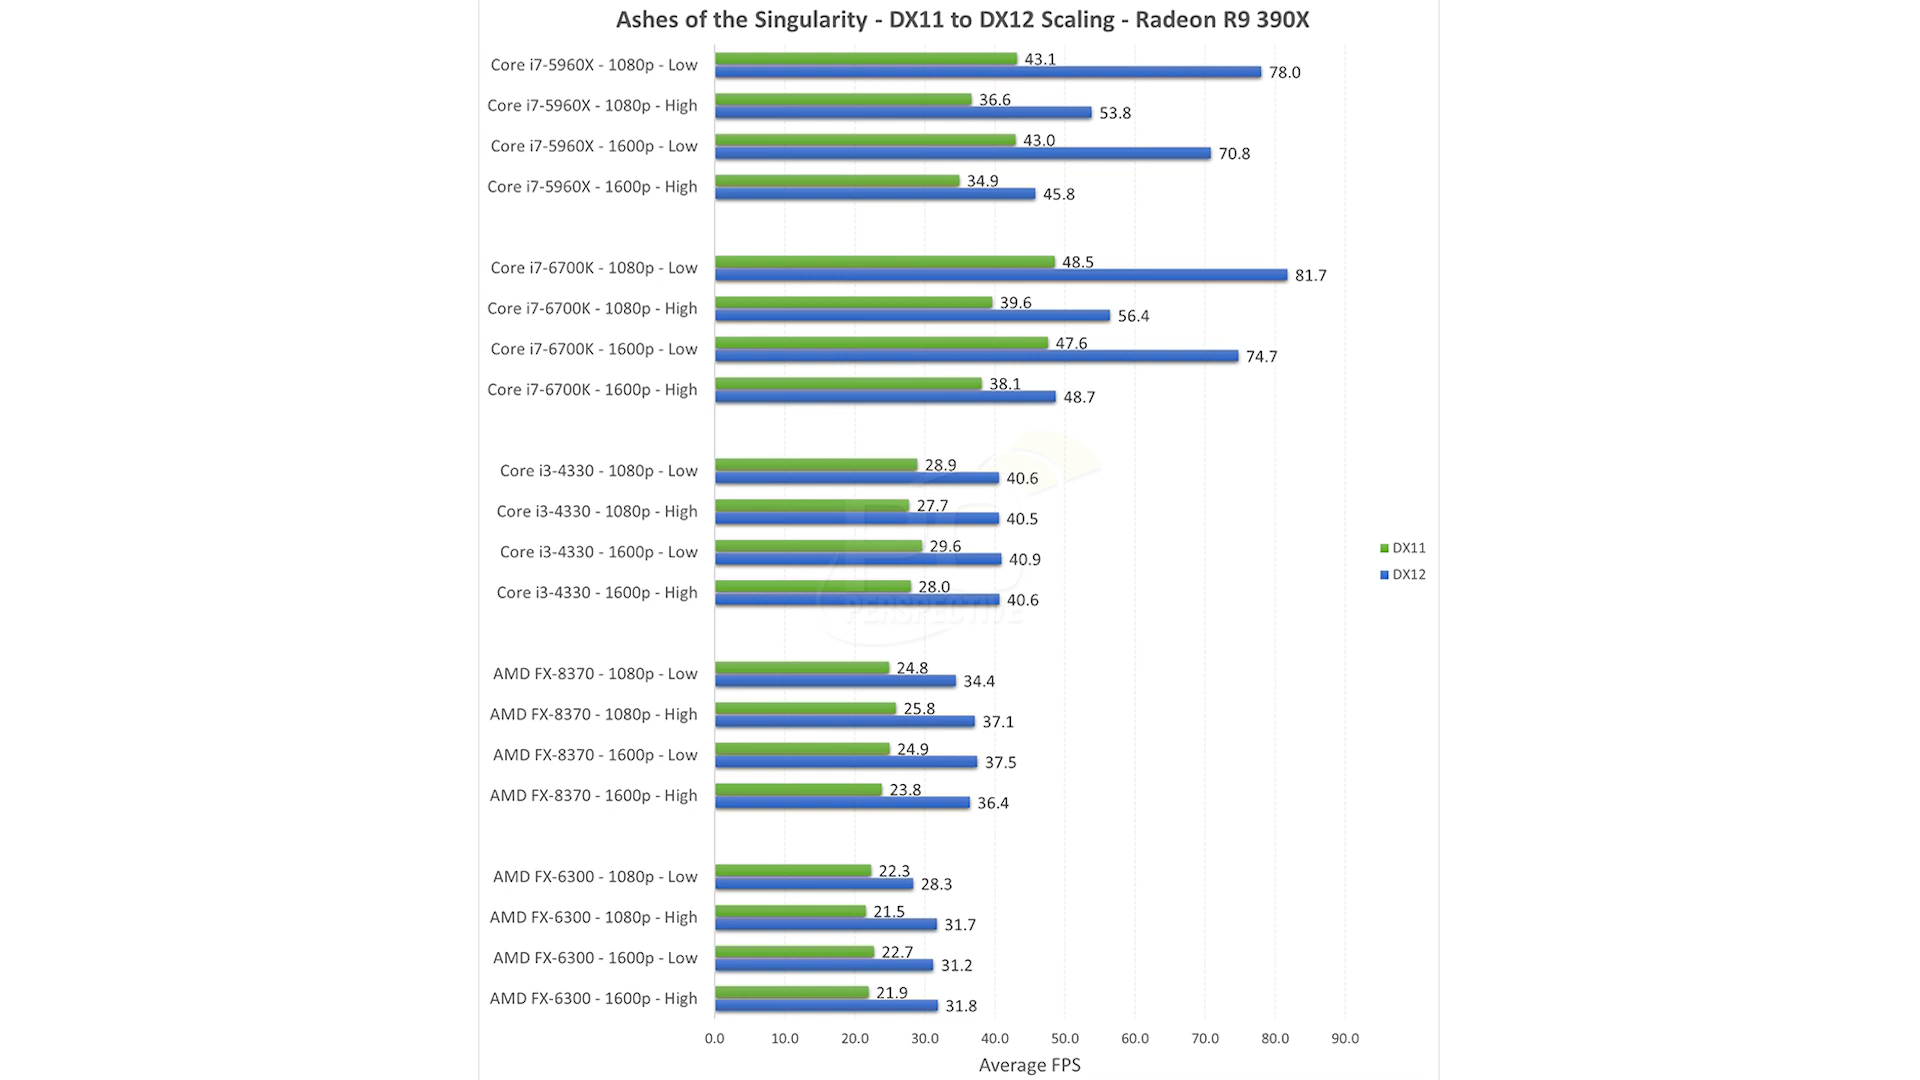 Ashes of the Singularity - DX11 to DX12 Scaling - Radeon R9 390X
Core i7-5960X - 1080p - Low 43.1 78.0
Core i7-5960X - 1080p - High 36.6 53.8
Core i7-5960X - 1600p - Low 43.0 70.8
Core i7-5960X - 1600p - High 34.9 45.8
Core i7-6700K - 1080p - Low 48.5 81.7
Core i7-6700K - 1080p - High 39.6 56.4
Core i7-6700K - 1600p - Low 47.6 74.7
Core i7-6700K - 1600p - High 38.1 48.7
Core i3-4330 - 1080p - Low 28.9 40.6
Core i3-4330 - 1080p - High 27.7 40.5
Core i3-4330 - 1600p - Low 29.6 40.9
Core i3-4330 - 1600p - High 28.0 40.6
PC
PERSPECTIVE
DX11
DX12
AMD FX-8370 - 1080p - Low 24.8 34.4
AMD FX-8370 - 1080p - High 25.8 37.1
AMD FX-8370 - 1600p - Low 24.9 37.5
AMD FX-8370 - 1600p - High 23.8 36.4
AMD FX-6300 - 1080p - Low 22.3 28.3
AMD FX-6300 - 1080p - High 21.5 31.7
AMD FX-6300 - 1600p - Low 22.7 31.2
AMD FX-6300 - 1600p - High 21.9 31.8
0.0 10.0 20.0 30.0 40.0 50.0 60.0 70.0 80.0 90.0
Average FPS